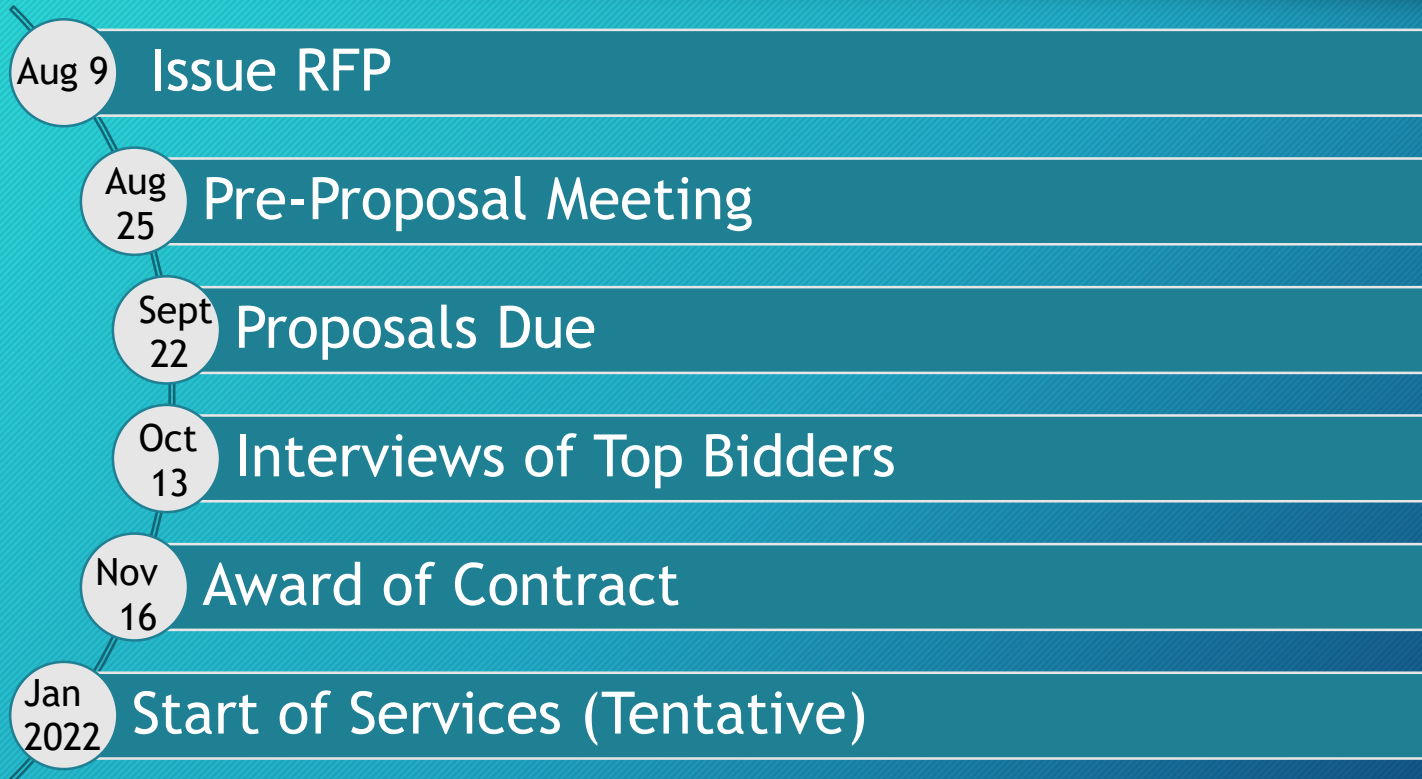 Aug 9
Issue RFP
Aug
25
Pre-Proposal Meeting
Sept
22
Proposals Due
Oct
13
Interviews of Top Bidders
Nov
16
Award of Contract
Jan
2022
Start of Services (Tentative)